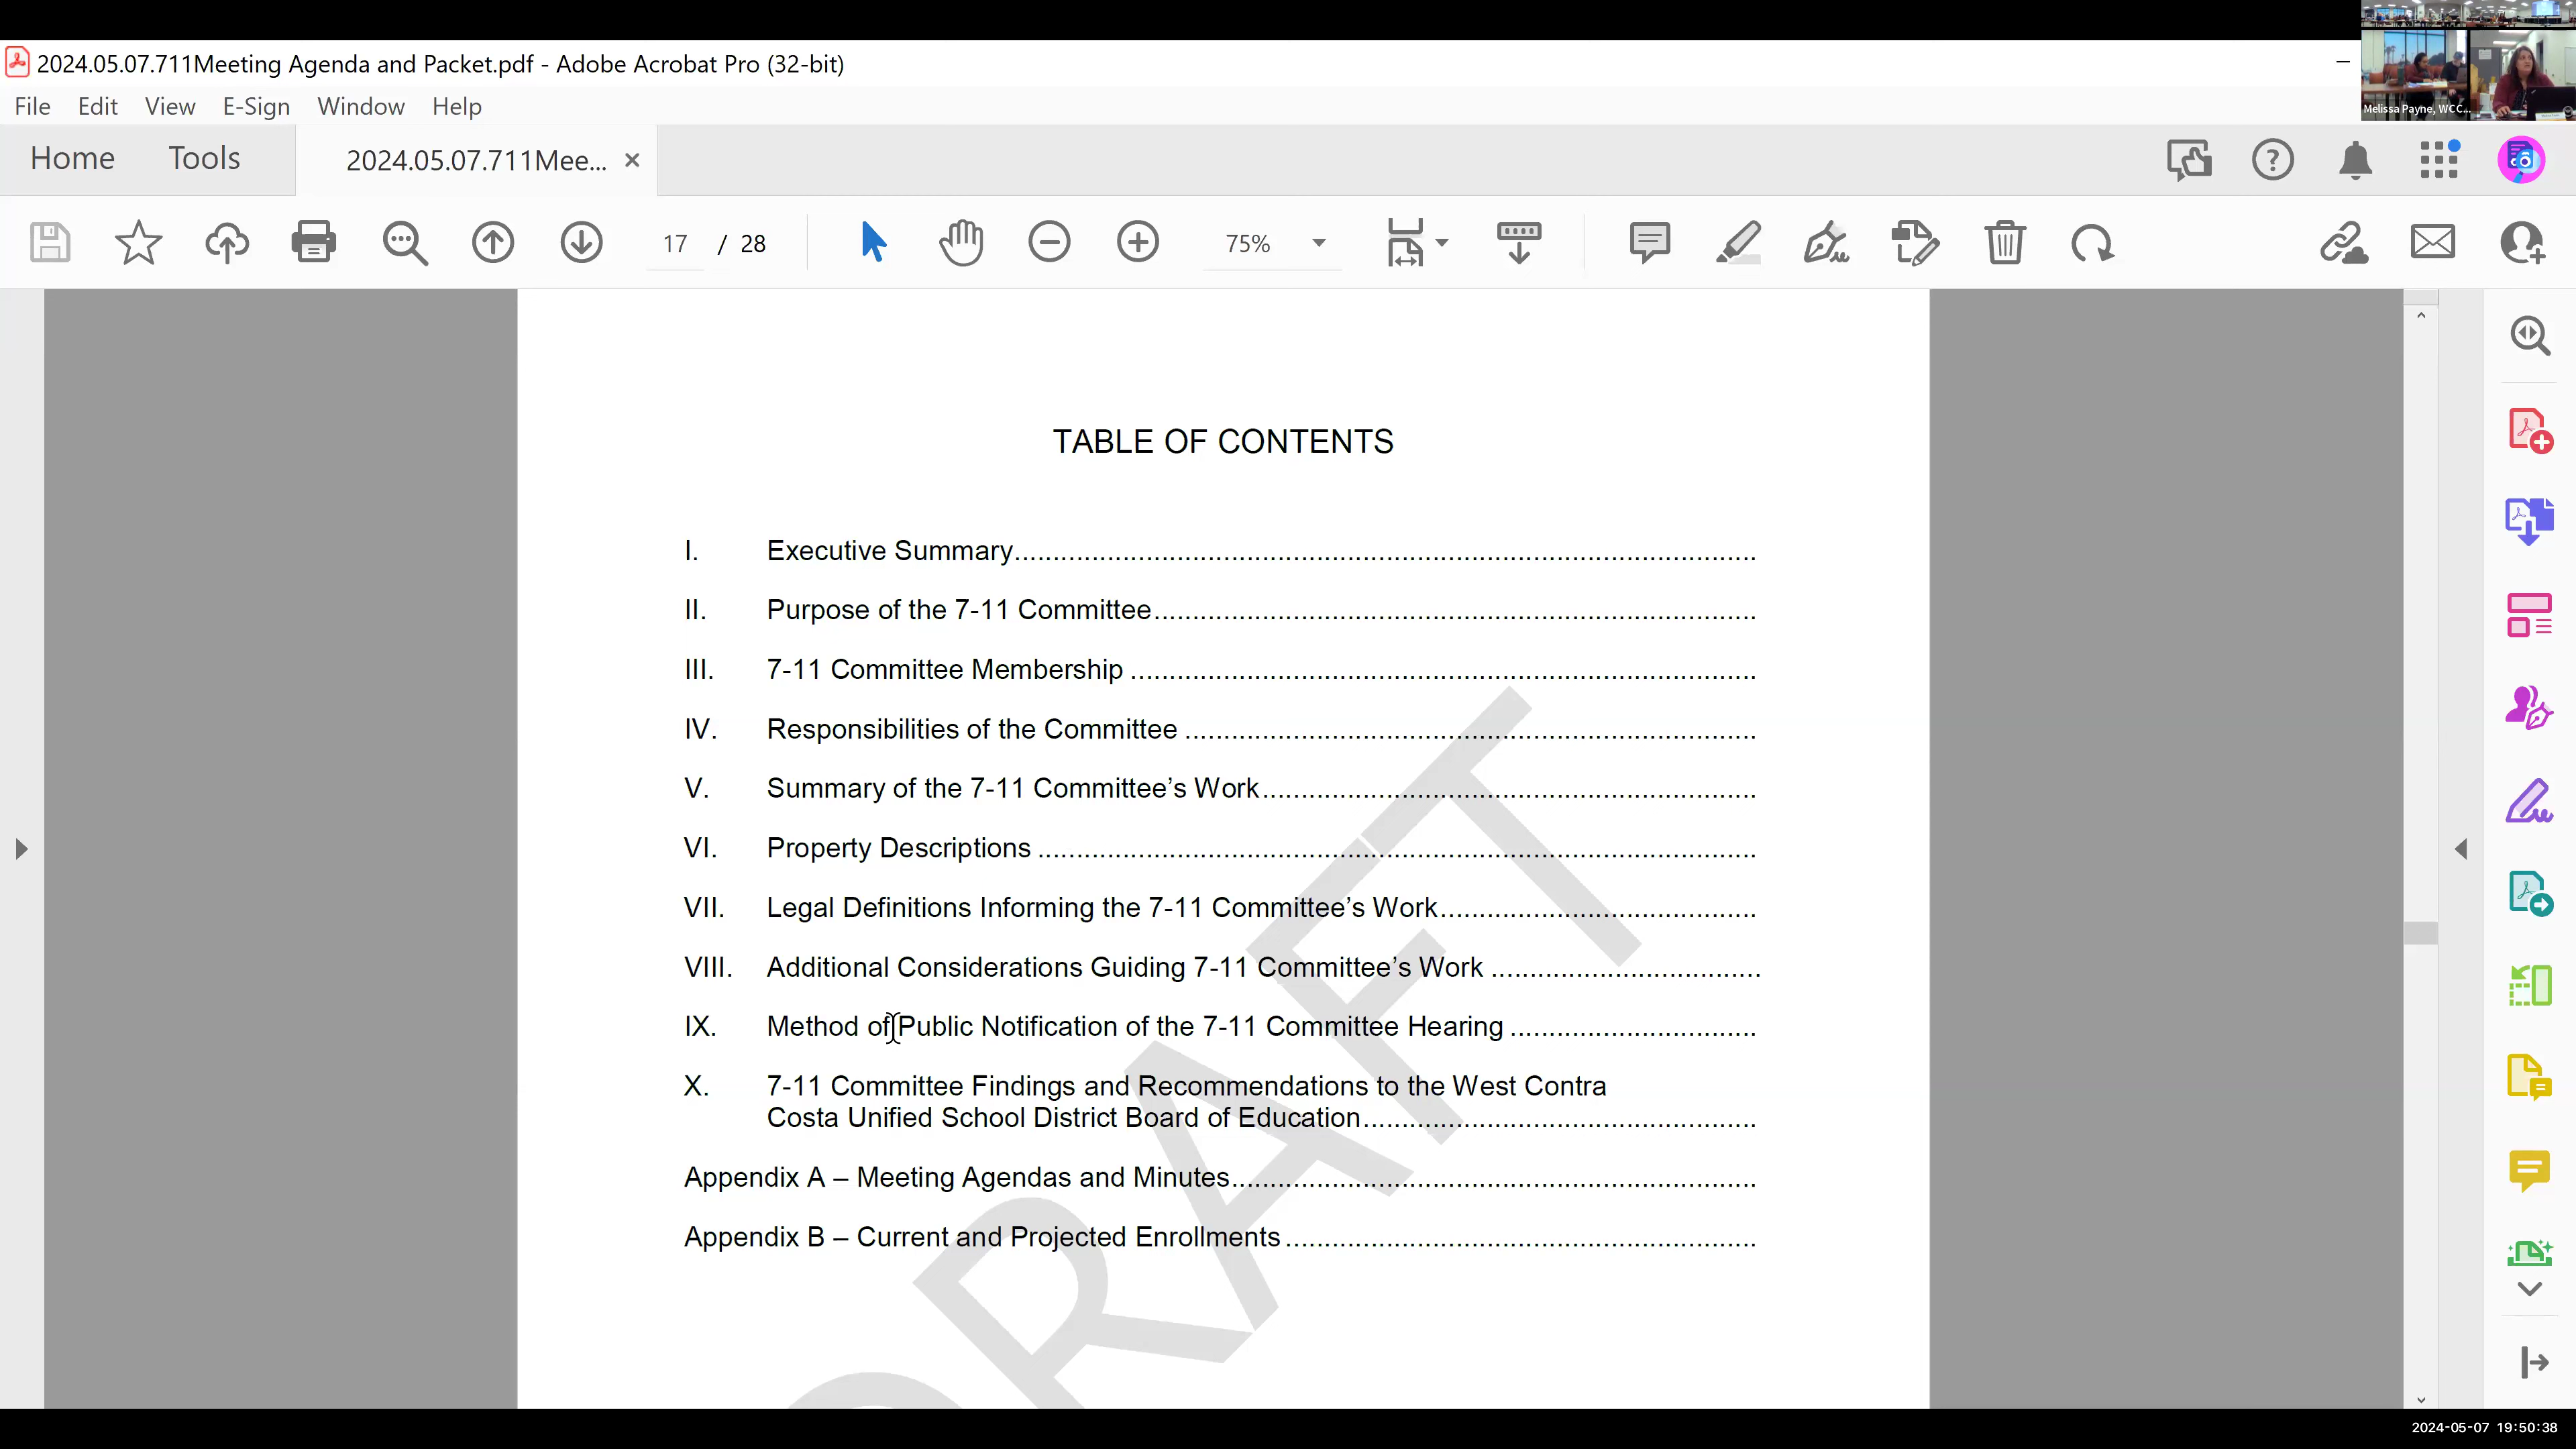 2024.05.07.711Meeting Agenda and Packet.pdf - Adobe Acrobat Pro (32-bit)
Melissa Payne, WCC...
File Edit View E-Sign Window Help
Home Tools 2024.05.07.711Mee... ×
17 / 28 75%
TABLE OF CONTENTS
I. Executive Summary
II. Purpose of the 7-11 Committee
III. 7-11 Committee Membership
IV. Responsibilities of the Committee
V. Summary of the 7-11 Committee’s Work
VI. Property Descriptions
VII. Legal Definitions Informing the 7-11 Committee’s Work
VIII. Additional Considerations Guiding 7-11 Committee’s Work
IX. Method of Public Notification of the 7-11 Committee Hearing
X. 7-11 Committee Findings and Recommendations to the West Contra
Costa Unified School District Board of Education
Appendix A – Meeting Agendas and Minutes
Appendix B – Current and Projected Enrollments
DRAFT
2024-05-07 19:50:38